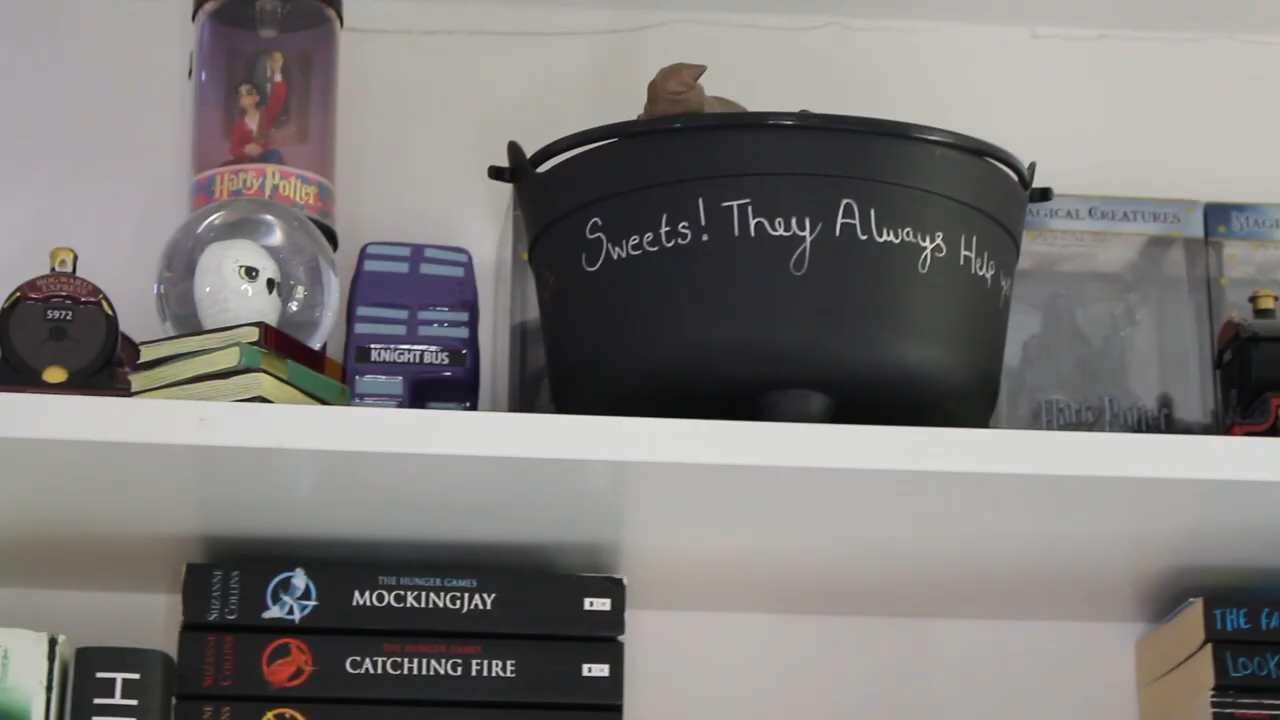 Harry Potter
HOGWARTS
EXPRESS
5972
KNIGHT BUS
Sweets! They Always Help
MAGICAL CREATURES
Harry Potter
SUZANNE
COLLINS
THE HUNGER GAMES
MOCKINGJAY
SUZANNE
COLLINS
THE HUNGER GAMES
CATCHING FIRE
H
THE
LOOK